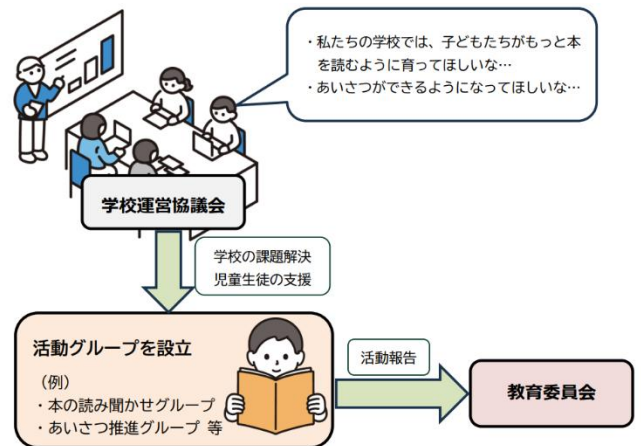 ・私たちの学校では、子どもたちがもっと本
を読むように育ってほしいな…
・あいさつができるようになってほしいな…
学校運営協議会
学校の課題解決
児童生徒の支援
活動グループを設立
（例）
・本の読み聞かせグループ
・あいさつ推進グループ 等
活動報告
教育委員会